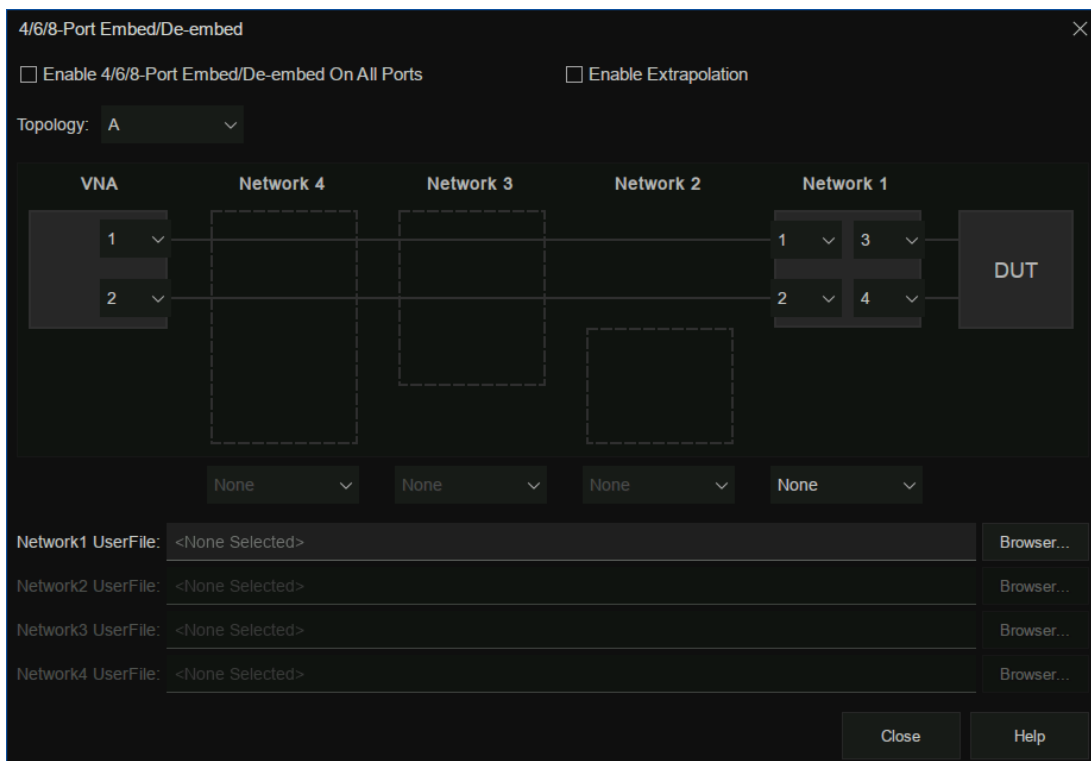 4/6/8-Port Embed/De-embed
Enable 4/6/8-Port Embed/De-embed On All Ports Enable Extrapolation
Topology: A
VNA Network 4 Network 3 Network 2 Network 1
1 1 3
DUT
2 2 4
None None None None
Network1 UserFile: <None Selected> Browser...
Network2 UserFile: <None Selected> Browser...
Network3 UserFile: <None Selected> Browser...
Network4 UserFile: <None Selected> Browser...
Close Help